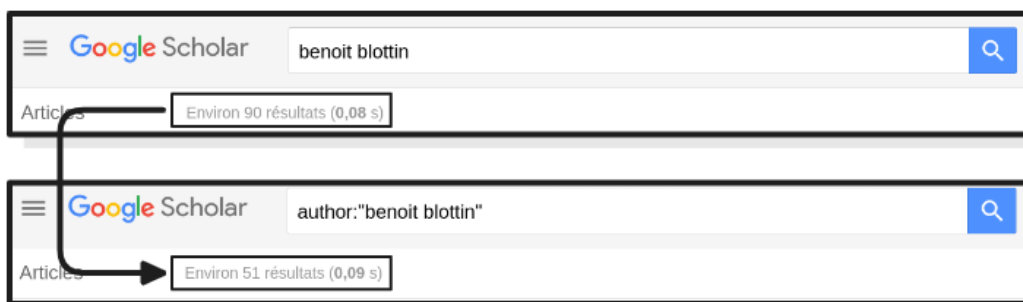 Google Scholar benoit blottin
Articles Environ 90 résultats (0,08 s)
Google Scholar author:"benoit blottin"
Articles Environ 51 résultats (0,09 s)